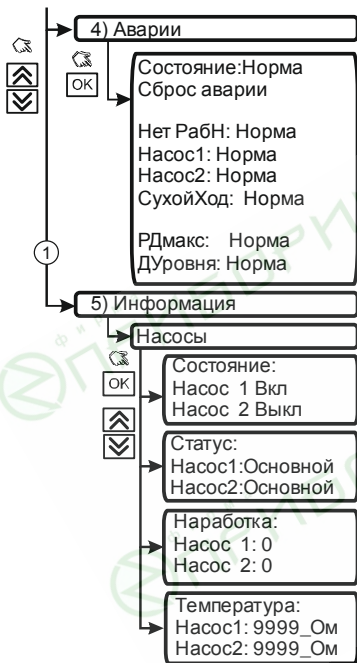 4) Аварии
OK
Состояние:Норма
Сброс аварии
Нет РабН: Норма
Насос1: Норма
Насос2: Норма
СухойХод: Норма
РДмакс: Норма
ДУровня: Норма
1
5) Информация
Насосы
OK
Состояние:
Насос 1 Вкл
Насос 2 Выкл
Статус:
Насос1:Основной
Насос2:Основной
Наработка:
Насос 1: 0
Насос 2: 0
Температура:
Насос1: 9999_Ом
Насос2: 9999_Ом